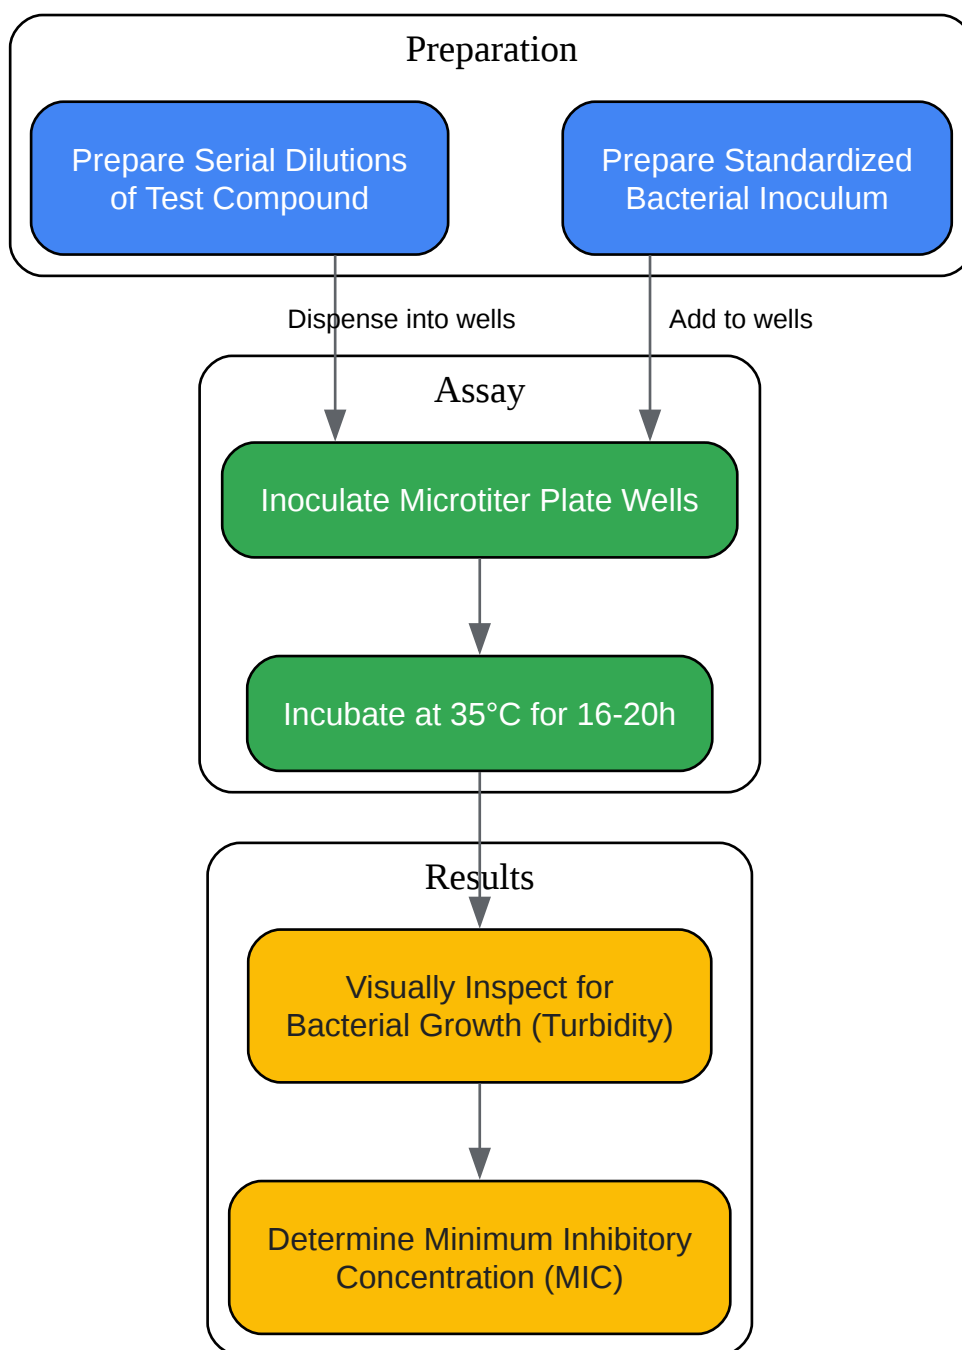 Preparation
Prepare Serial Dilutions
of Test Compound
Prepare Standardized
Bacterial Inoculum
Dispense into wells
Add to wells
Assay
Inoculate Microtiter Plate Wells
Incubate at 35°C for 16-20h
Results
Visually Inspect for
Bacterial Growth (Turbidity)
Determine Minimum Inhibitory
Concentration (MIC)